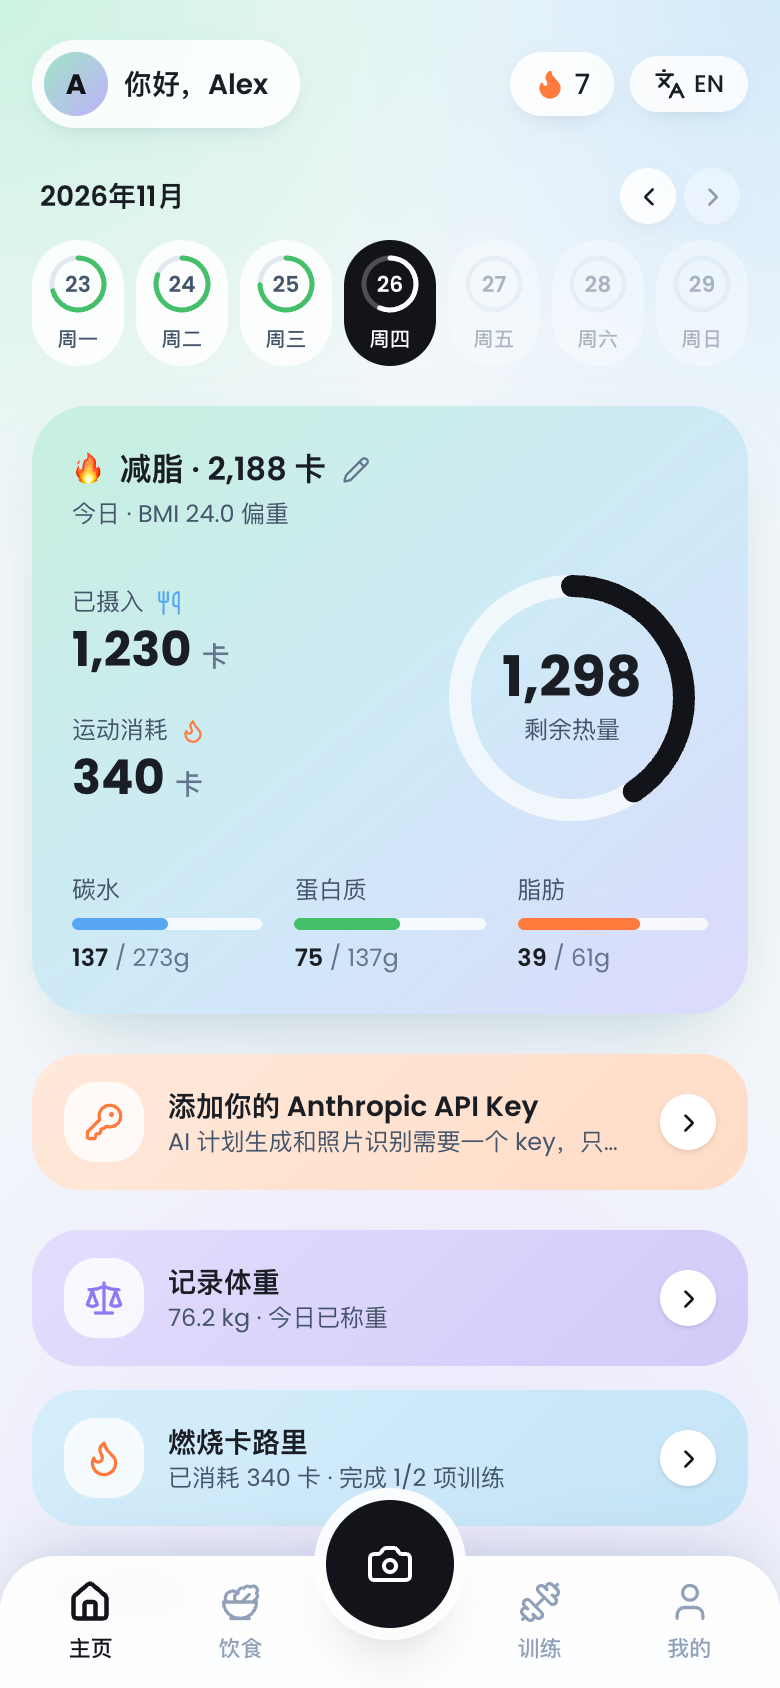 A 你好，Alex 7 EN
2026年11月
23 24 25 26 27 28 29
周一 周二 周三 周四 周五 周六 周日
减脂 · 2,188 卡
今日 · BMI 24.0 偏重
已摄入
1,230 卡
运动消耗
340 卡
1,298
剩余热量
碳水 蛋白质 脂肪
137 / 273g 75 / 137g 39 / 61g
添加你的 Anthropic API Key
AI 计划生成和照片识别需要一个 key，只...
记录体重
76.2 kg · 今日已称重
燃烧卡路里
已消耗 340 卡 · 完成 1/2 项训练
主页 饮食 训练 我的